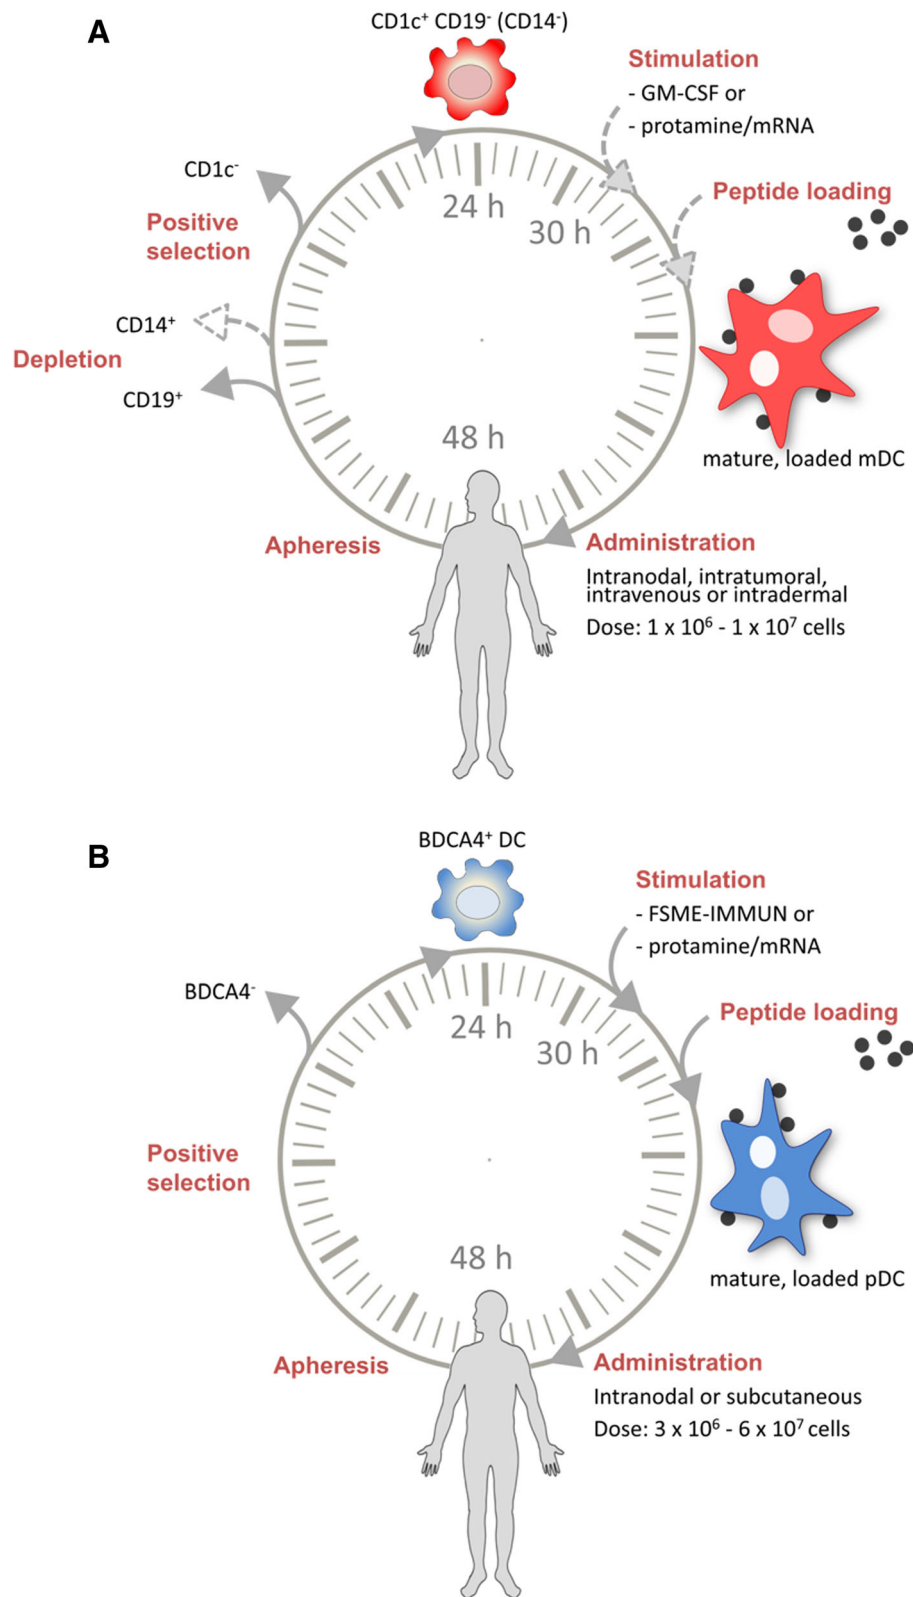 A
CD1c⁺ CD19⁻ (CD14⁻)
Stimulation
- GM-CSF or
- protamine/mRNA
CD1c⁻
Peptide loading
Positive
selection
24 h
30 h
CD14⁺
Depletion
CD19⁺
48 h
mature, loaded mDC
Apheresis
Administration
Intranodal, intratumoral,
intravenous or intradermal
Dose: 1 x 10⁶ - 1 x 10⁷ cells
B
BDCA4⁺ DC
Stimulation
- FSME-IMMUN or
- protamine/mRNA
BDCA4⁻
Peptide loading
24 h
30 h
Positive
selection
48 h
mature, loaded pDC
Apheresis
Administration
Intranodal or subcutaneous
Dose: 3 x 10⁶ - 6 x 10⁷ cells